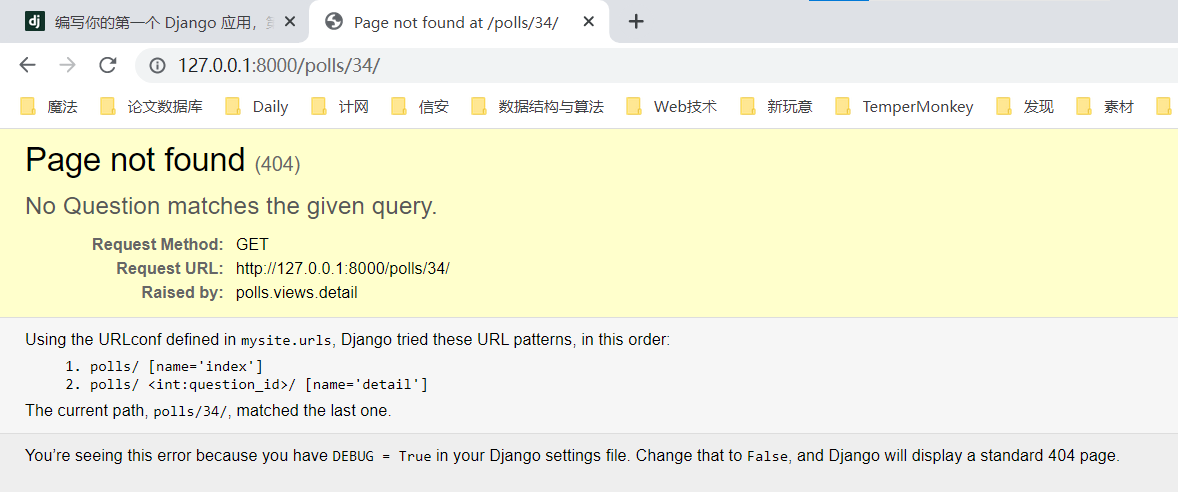 dj 编写你的第一个 Django 应用，
Page not found at /polls/34/
127.0.0.1:8000/polls/34/
魔法 论文数据库 Daily 计网 信安 数据结构与算法 Web技术 新玩意 TemperMonkey 发现 素材
Page not found (404)
No Question matches the given query.
Request Method: GET
Request URL: http://127.0.0.1:8000/polls/34/
Raised by: polls.views.detail
Using the URLconf defined in mysite.urls, Django tried these URL patterns, in this order:
1. polls/ [name='index']
2. polls/ <int:question_id>/ [name='detail']
The current path, polls/34/, matched the last one.
You’re seeing this error because you have DEBUG = True in your Django settings file. Change that to False, and Django will display a standard 404 page.